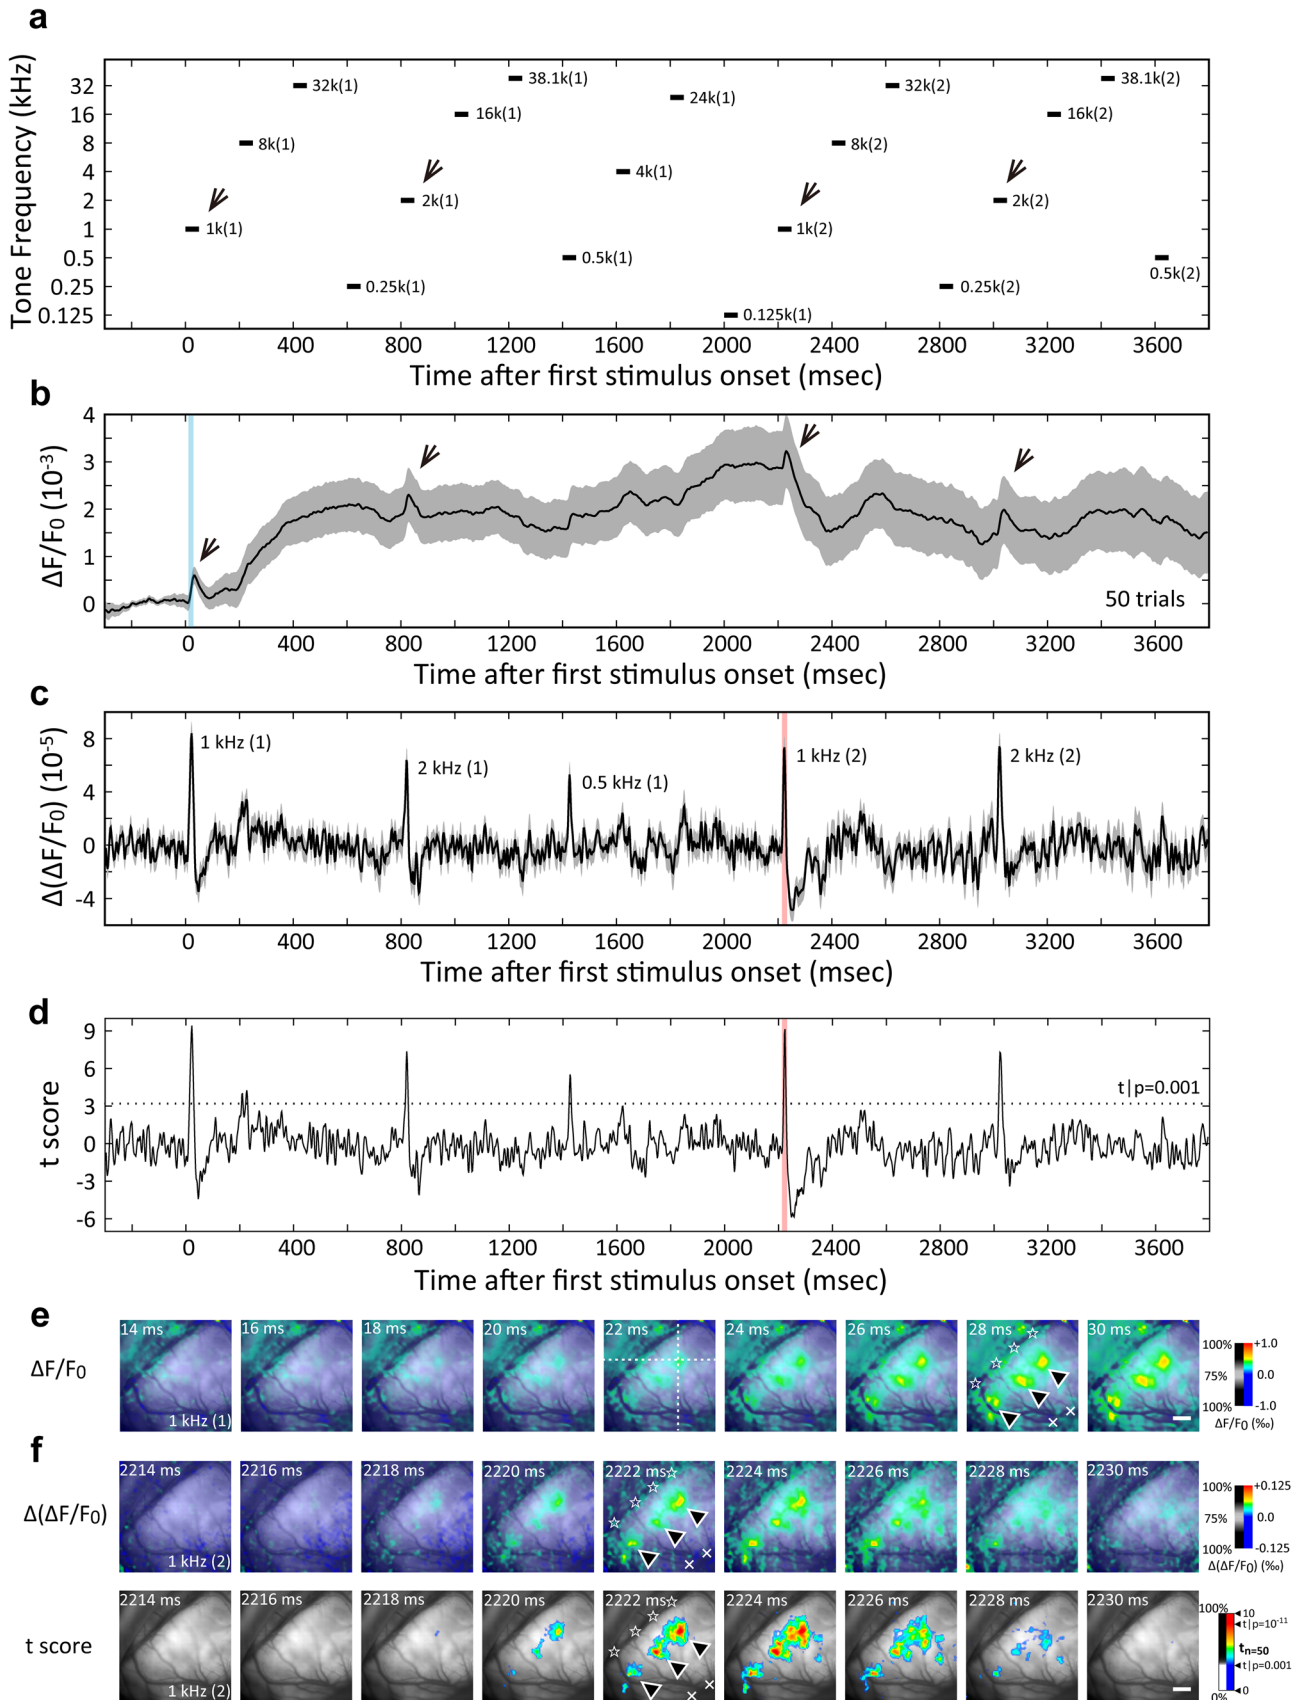 a
Tone Frequency (kHz)
32
16
8
4
2
1
0.5
0.25
0.125
38.1k(1)
38.1k(2)
32k(1)
32k(2)
24k(1)
16k(1)
16k(2)
8k(1)
8k(2)
4k(1)
2k(1)
2k(2)
1k(1)
1k(2)
0.5k(1)
0.5k(2)
0.25k(1)
0.25k(2)
0.125k(1)
0 400 800 1200 1600 2000 2400 2800 3200 3600
Time after first stimulus onset (msec)
b
ΔF/F0 (10-3)
4
3
2
1
0
50 trials
0 400 800 1200 1600 2000 2400 2800 3200 3600
Time after first stimulus onset (msec)
c
Δ(ΔF/F0) (10-5)
8
4
0
-4
1 kHz (1)
2 kHz (1)
0.5 kHz (1)
1 kHz (2)
2 kHz (2)
0 400 800 1200 1600 2000 2400 2800 3200 3600
Time after first stimulus onset (msec)
d
t score
9
6
3
0
-3
-6
t|p=0.001
0 400 800 1200 1600 2000 2400 2800 3200 3600
Time after first stimulus onset (msec)
e
ΔF/F0
14 ms 16 ms 18 ms 20 ms 22 ms 24 ms 26 ms 28 ms 30 ms
1 kHz (1)
100% +1.0
75% 0.0
100% -1.0
ΔF/F0 (‰)
f
Δ(ΔF/F0)
2214 ms 2216 ms 2218 ms 2220 ms 2222 ms 2224 ms 2226 ms 2228 ms 2230 ms
1 kHz (2)
100% +0.125
75% 0.0
100% -0.125
Δ(ΔF/F0) (‰)
t score
2214 ms 2216 ms 2218 ms 2220 ms 2222 ms 2224 ms 2226 ms 2228 ms 2230 ms
1 kHz (2)
100% 10
t|p=10-11
tn=50
t|p=0.001
0% 0